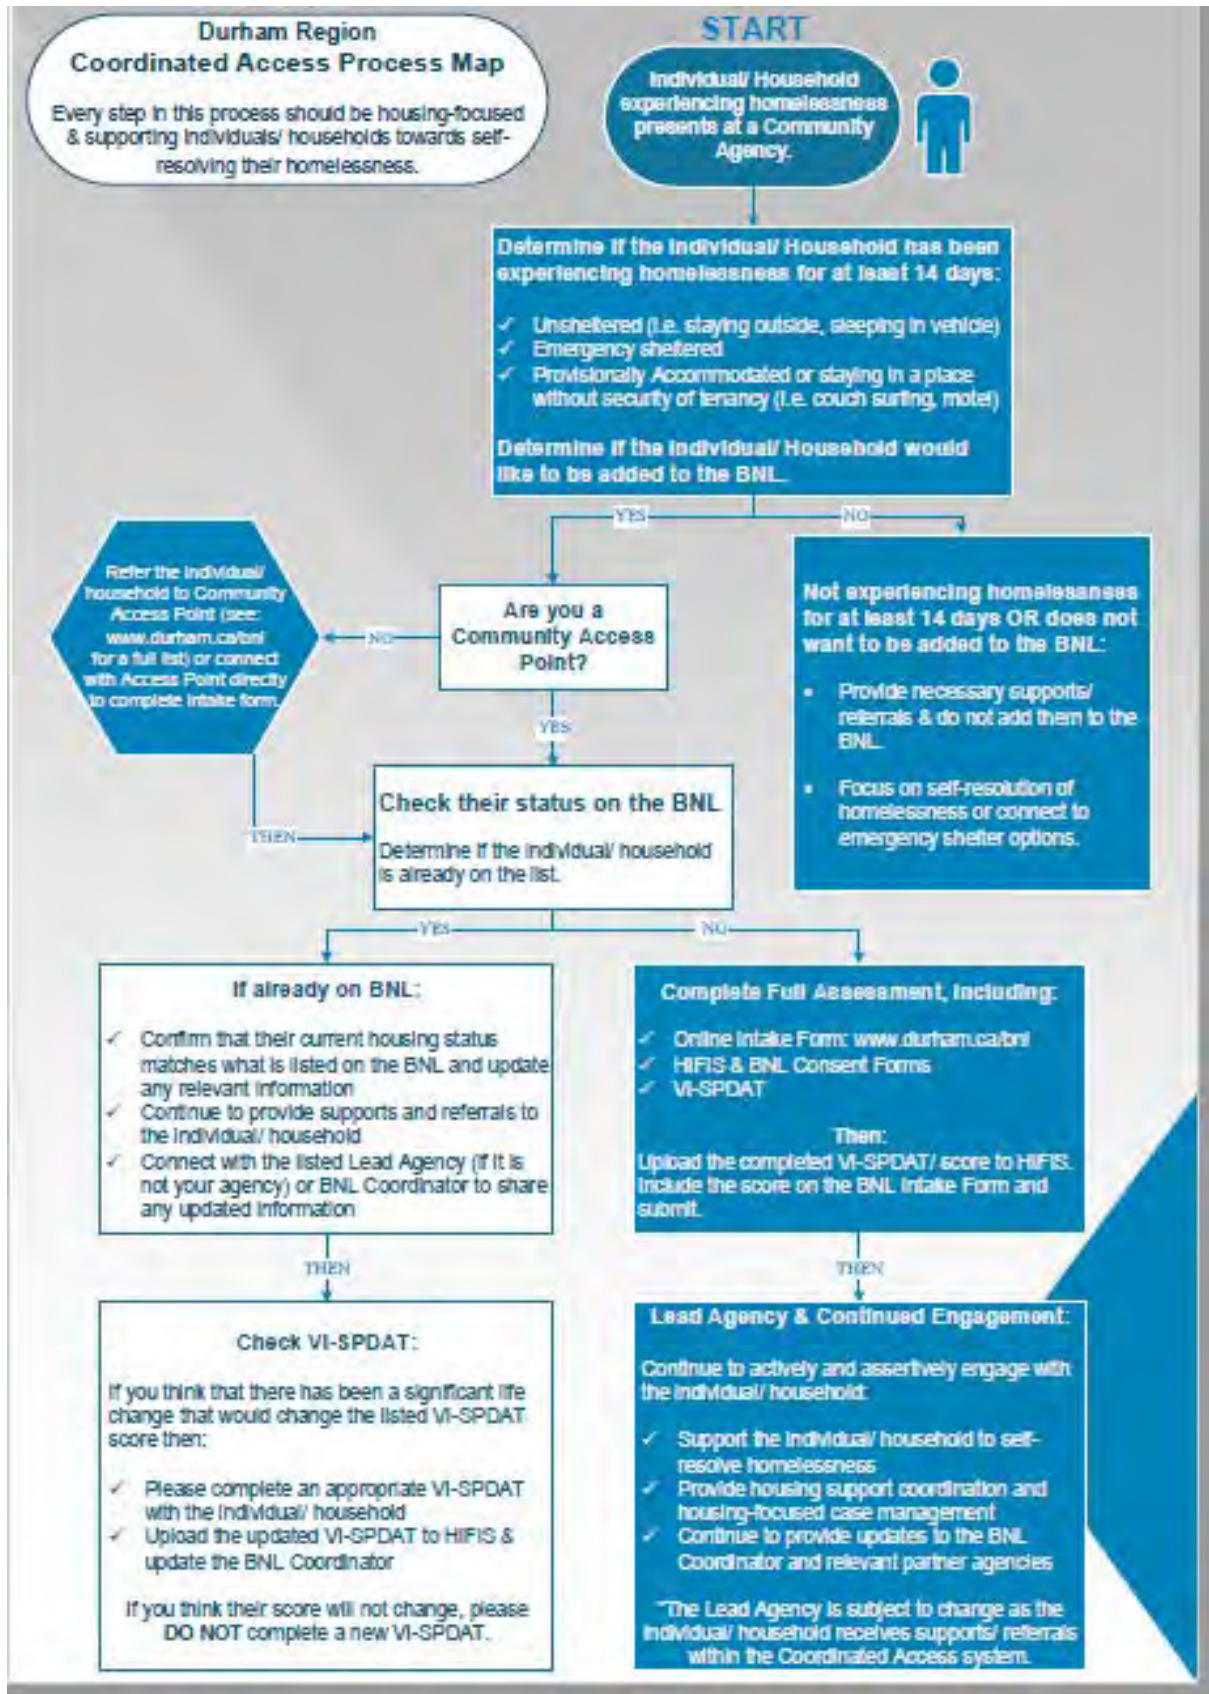 Durham Region
Coordinated Access Process Map
Every step in this process should be housing-focused
& supporting individuals/ households towards self-
resolving their homelessness.
START
Individual/ Household
experiencing homelessness
presents at a Community
Agency.
Determine if the Individual/ Household has been
experiencing homelessness for at least 14 days:
✓ Unsheltered (i.e. staying outside, sleeping in vehicle)
✓ Emergency sheltered
✓ Provisionally Accommodated or staying in a place
without security of tenancy (i.e. couch surfing, motel)
Determine if the Individual/ Household would
like to be added to the BNL.
YES
NO
Refer the individual/
household to Community
Access Point (see:
www.durham.ca/bnl
for a full list) or connect
with Access Point directly
to complete intake form.
NO
Are you a
Community Access
Point?
Not experiencing homelessness
for at least 14 days OR does not
want to be added to the BNL:
• Provide necessary supports/
referrals & do not add them to the
BNL.
• Focus on self-resolution of
homelessness or connect to
emergency shelter options.
YES
THEN
Check their status on the BNL
Determine if the individual/ household
is already on the list.
YES
NO
If already on BNL:
✓ Confirm that their current housing status
matches what is listed on the BNL and update
any relevant information
✓ Continue to provide supports and referrals to
the individual/ household
✓ Connect with the listed Lead Agency (if it is
not your agency) or BNL Coordinator to share
any updated information
Complete Full Assessment, including:
✓ Online Intake Form: www.durham.ca/bnl
✓ HIFIS & BNL Consent Forms
✓ VI-SPDAT
Then:
Upload the completed VI-SPDAT/ score to HIFIS.
Include the score on the BNL Intake Form and
submit.
THEN
THEN
Check VI-SPDAT:
If you think that there has been a significant life
change that would change the listed VI-SPDAT
score then:
✓ Please complete an appropriate VI-SPDAT
with the individual/ household
✓ Upload the updated VI-SPDAT to HIFIS &
update the BNL Coordinator
If you think their score will not change, please
DO NOT complete a new VI-SPDAT.
Lead Agency & Continued Engagement:
Continue to actively and assertively engage with
the individual/ household:
✓ Support the individual/ household to self-
resolve homelessness
✓ Provide housing support coordination and
housing-focused case management
✓ Continue to provide updates to the BNL
Coordinator and relevant partner agencies
*The Lead Agency is subject to change as the
individual/ household receives supports/ referrals
within the Coordinated Access system.